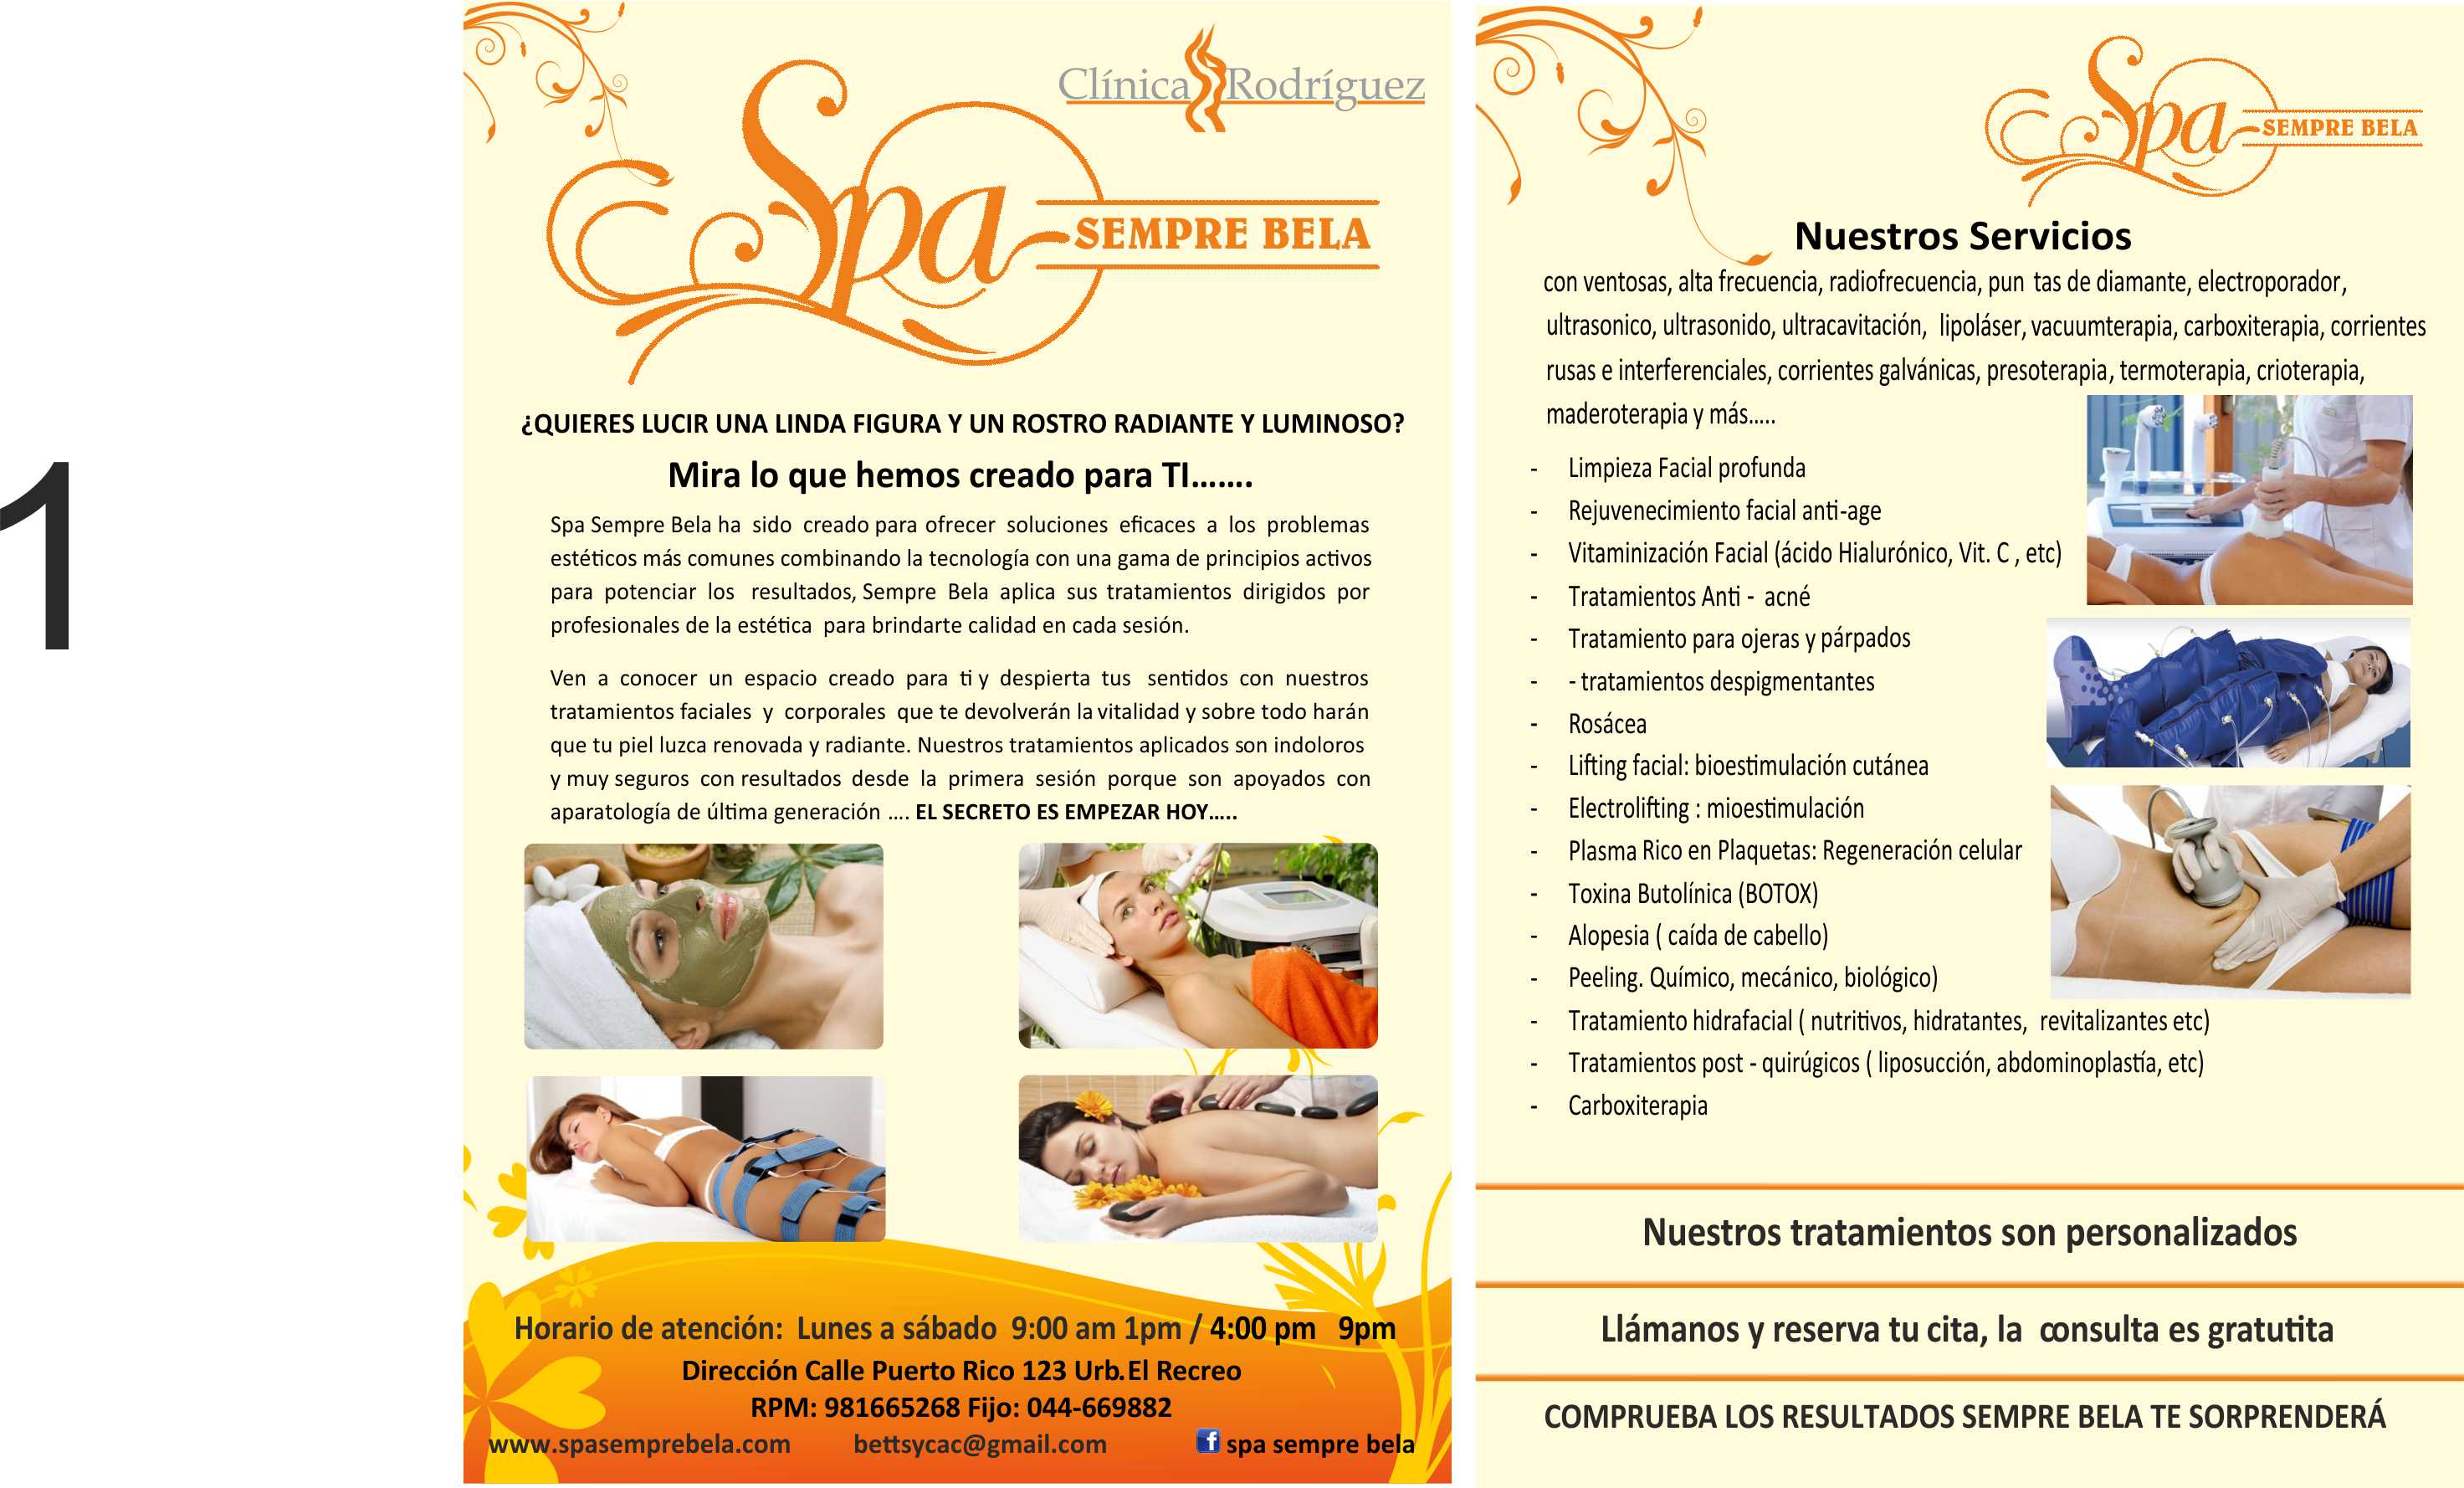 1
Clínica Rodríguez
Spa
SEMPRE BELA
¿QUIERES LUCIR UNA LINDA FIGURA Y UN ROSTRO RADIANTE Y LUMINOSO?
Mira lo que hemos creado para TI.......
Spa Sempre Bela ha sido creado para ofrecer soluciones eficaces a los problemas
estéticos más comunes combinando la tecnología con una gama de principios activos
para potenciar los resultados, Sempre Bela aplica sus tratamientos dirigidos por
profesionales de la estética para brindarte calidad en cada sesión.
Ven a conocer un espacio creado para ti y despierta tus sentidos con nuestros
tratamientos faciales y corporales que te devolverán la vitalidad y sobre todo harán
que tu piel luzca renovada y radiante. Nuestros tratamientos aplicados son indoloros
y muy seguros con resultados desde la primera sesión porque son apoyados con
aparatología de última generación .... EL SECRETO ES EMPEZAR HOY.....
Horario de atención: Lunes a sábado 9:00 am 1pm / 4:00 pm 9pm
Dirección Calle Puerto Rico 123 Urb. El Recreo
RPM: 981665268 Fijo: 044-669882
www.spasemprebela.com bettsycac@gmail.com f spa sempre bela
Spa
SEMPRE BELA
Nuestros Servicios
con ventosas, alta frecuencia, radiofrecuencia, pun tas de diamante, electroporador,
ultrasonico, ultrasonido, ultracavitación, lipoláser, vacuumterapia, carboxiterapia, corrientes
rusas e interferenciales, corrientes galvánicas, presoterapia, termoterapia, crioterapia,
maderoterapia y más.....
- Limpieza Facial profunda
- Rejuvenecimiento facial anti-age
- Vitaminización Facial (ácido Hialurónico, Vit. C , etc)
- Tratamientos Anti - acné
- Tratamiento para ojeras y párpados
- - tratamientos despigmentantes
- Rosácea
- Lifting facial: bioestimulación cutánea
- Electrolifting : mioestimulación
- Plasma Rico en Plaquetas: Regeneración celular
- Toxina Butolínica (BOTOX)
- Alopesia ( caída de cabello)
- Peeling. Químico, mecánico, biológico)
- Tratamiento hidrafacial ( nutritivos, hidratantes, revitalizantes etc)
- Tratamientos post - quirúgicos ( liposucción, abdominoplastía, etc)
- Carboxiterapia
Nuestros tratamientos son personalizados
Llámanos y reserva tu cita, la consulta es gratutita
COMPRUEBA LOS RESULTADOS SEMPRE BELA TE SORPRENDERÁ